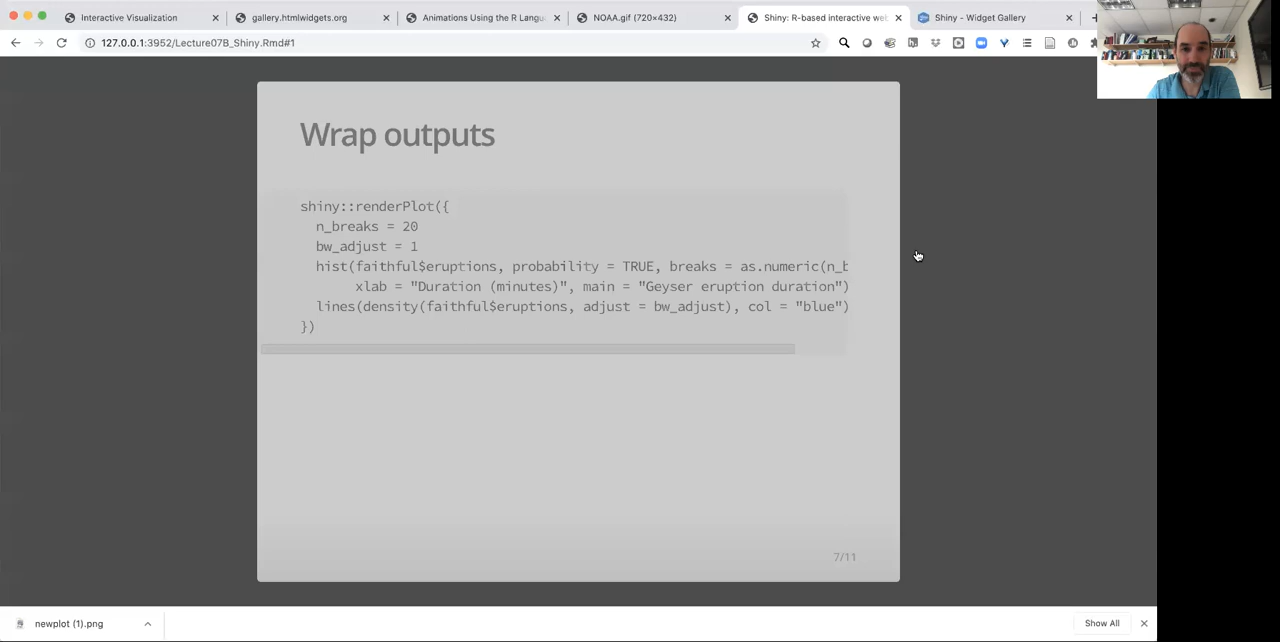 Interactive Visualization
gallery.htmlwidgets.org
Animations Using the R Langu
NOAA.gif (720×432)
Shiny: R-based interactive we
Shiny - Widget Gallery
127.0.0.1:3952/Lecture07B_Shiny.Rmd#1
Wrap outputs
shiny::renderPlot({
n_breaks = 20
bw_adjust = 1
hist(faithful$eruptions, probability = TRUE, breaks = as.numeric(n_b
xlab = "Duration (minutes)", main = "Geyser eruption duration")
lines(density(faithful$eruptions, adjust = bw_adjust), col = "blue")
})
7/11
newplot (1).png
Show All